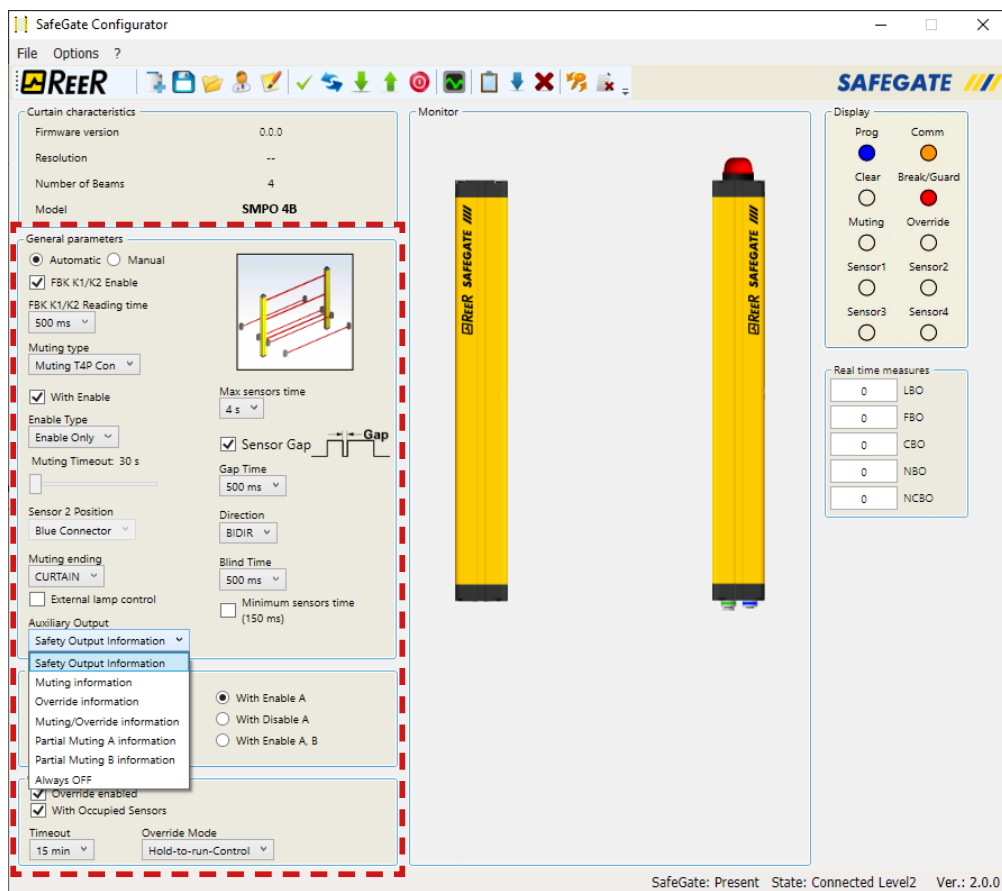 SafeGate Configurator
File Options ?
REER
SAFEGATE
Curtain characteristics
Firmware version 0.0.0
Resolution --
Number of Beams 4
Model SMPO 4B
General parameters
Automatic Manual
FBK K1/K2 Enable
FBK K1/K2 Reading time
500 ms
Muting type
Muting T4P Con
With Enable
Enable Type
Enable Only
Muting Timeout: 30 s
Sensor 2 Position
Blue Connector
Muting ending
CURTAIN
External lamp control
Auxiliary Output
Safety Output Information
Safety Output Information
Muting information
Override information
Muting/Override information
Partial Muting A information
Partial Muting B information
Always OFF
Max sensors time
4 s
Sensor Gap
Gap
Gap Time
500 ms
Direction
BIDIR
Blind Time
500 ms
Minimum sensors time
(150 ms)
With Enable A
With Disable A
With Enable A, B
Override enabled
With Occupied Sensors
Timeout Override Mode
15 min Hold-to-run-Control
Monitor
REER SAFEGATE
REER SAFEGATE
Display
Prog Comm
Clear Break/Guard
Muting Override
Sensor1 Sensor2
Sensor3 Sensor4
Real time measures
0 LBO
0 FBO
0 CBO
0 NBO
0 NCBO
SafeGate: Present State: Connected Level2 Ver.: 2.0.0